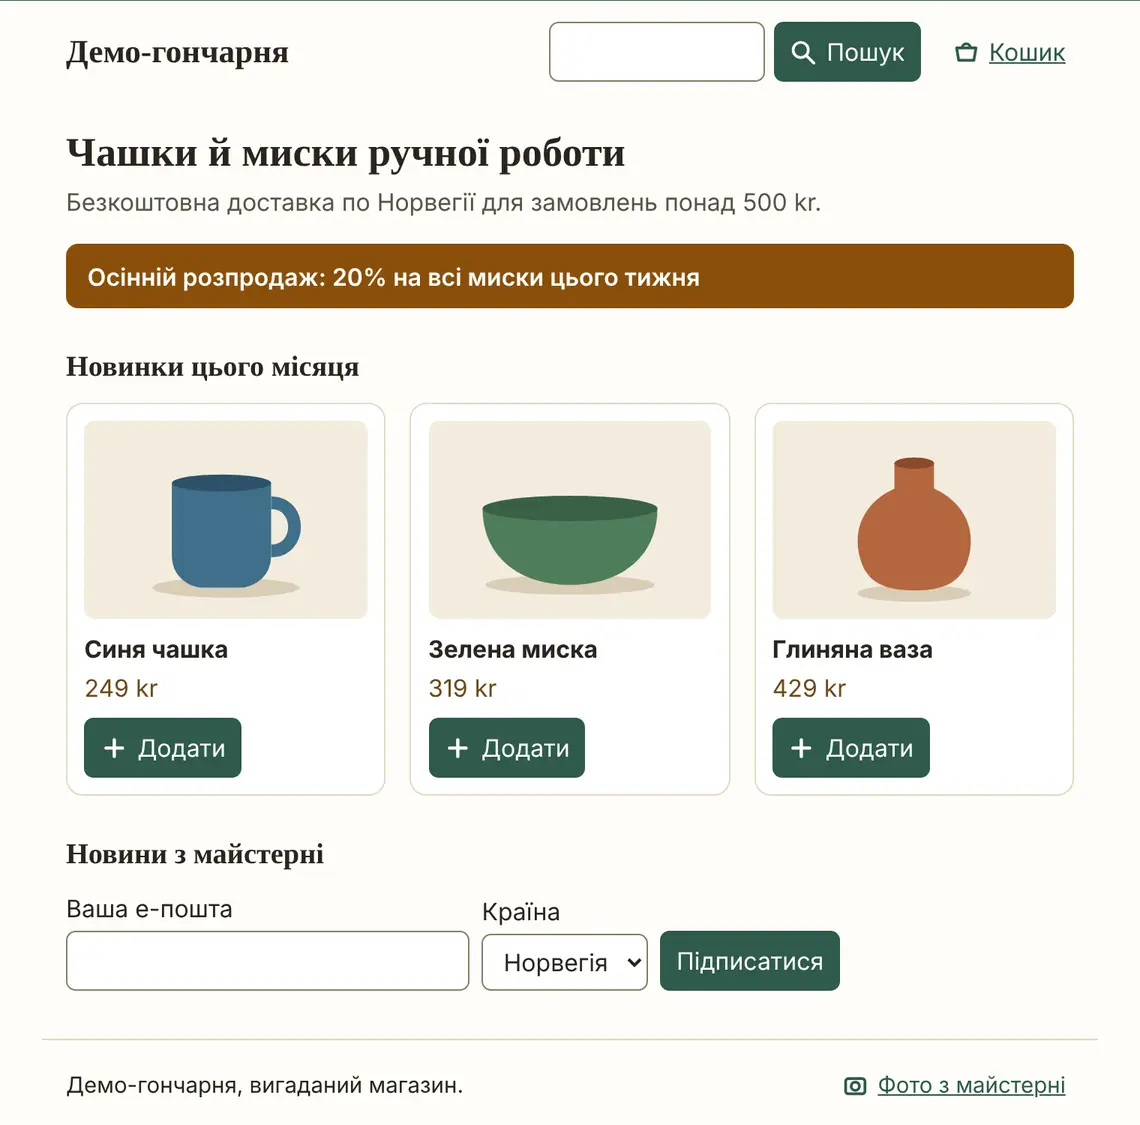 Демо-гончарня
Пошук
Кошик
Чашки й миски ручної роботи
Безкоштовна доставка по Норвегії для замовлень понад 500 kr.
Осінній розпродаж: 20% на всі миски цього тижня
Новинки цього місяця
Синя чашка
249 kr
Додати
Зелена миска
319 kr
Додати
Глиняна ваза
429 kr
Додати
Новини з майстерні
Ваша е-пошта
Країна
Норвегія
Підписатися
Демо-гончарня, вигаданий магазин.
Фото з майстерні